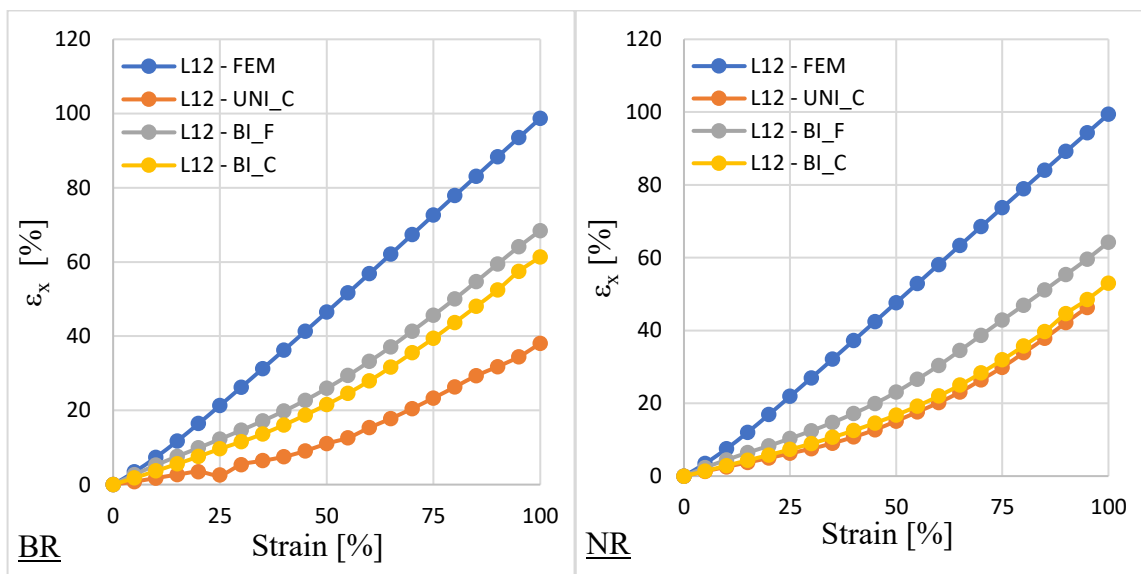 120
100
80
60
40
20
0
ε_x [%]
L12 - FEM
L12 - UNI_C
L12 - BI_F
L12 - BI_C
0 25 50 75 100
Strain [%]
BR
120
100
80
60
40
20
0
ε_x [%]
L12 - FEM
L12 - UNI_C
L12 - BI_F
L12 - BI_C
0 25 50 75 100
Strain [%]
NR